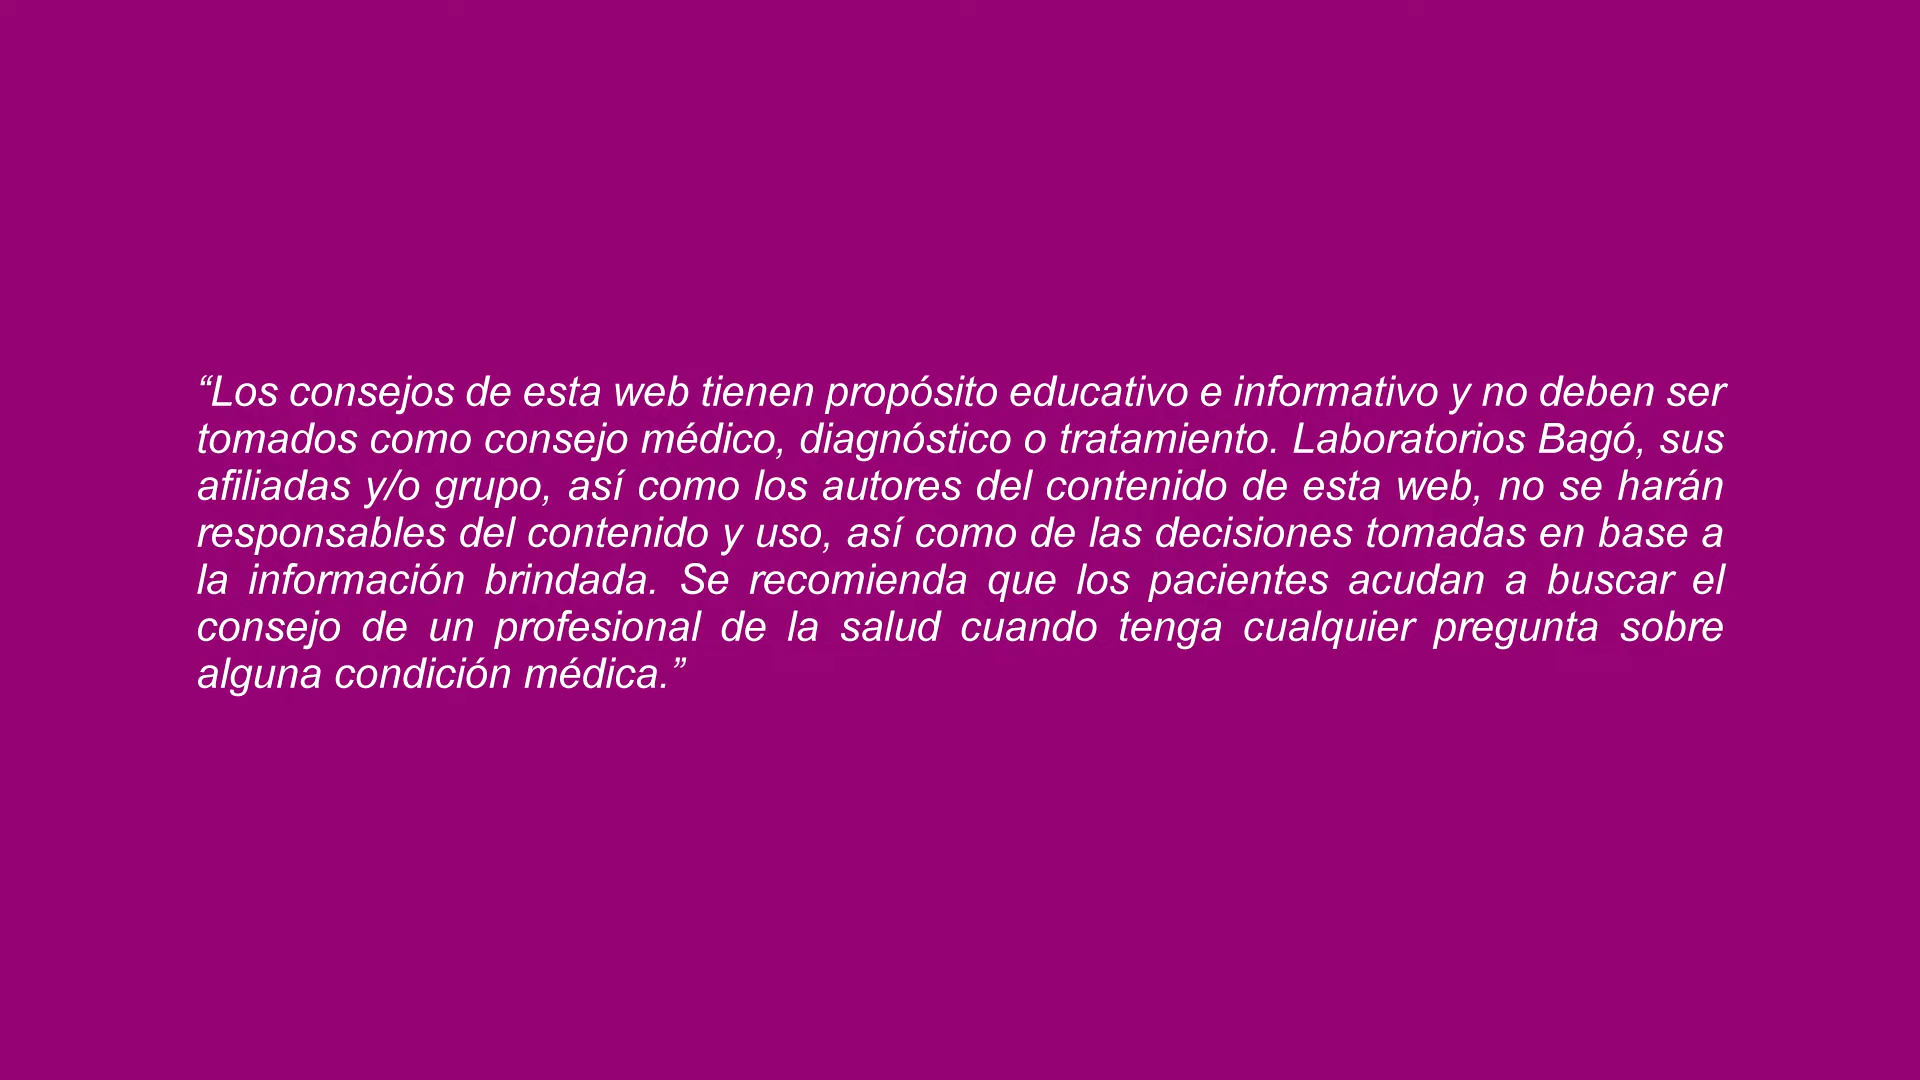 “Los consejos de esta web tienen propósito educativo e informativo y no deben ser
tomados como consejo médico, diagnóstico o tratamiento. Laboratorios Bagó, sus
afiliadas y/o grupo, así como los autores del contenido de esta web, no se harán
responsables del contenido y uso, así como de las decisiones tomadas en base a
la información brindada. Se recomienda que los pacientes acudan a buscar el
consejo de un profesional de la salud cuando tenga cualquier pregunta sobre
alguna condición médica.”